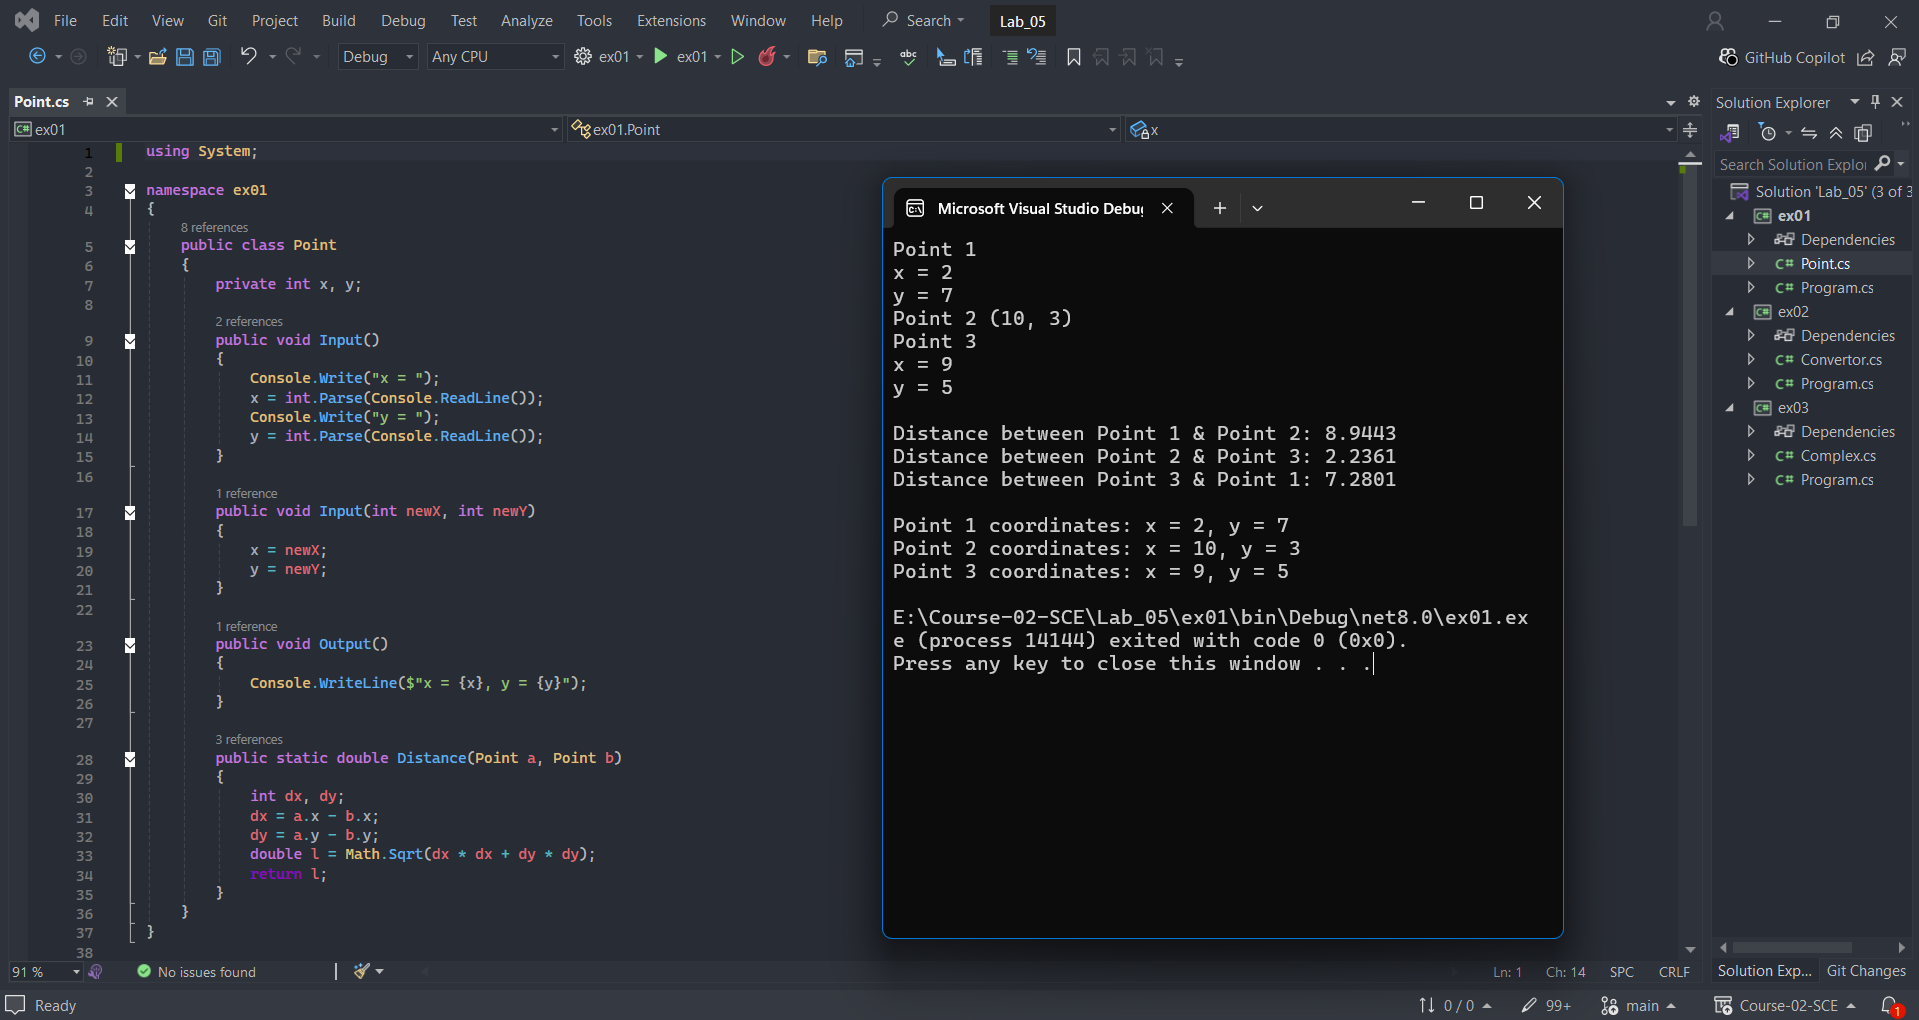 File Edit View Git Project Build Debug Test Analyze Tools Extensions Window Help Search Lab_05
Debug Any CPU ex01 ex01 abc GitHub Copilot
Point.cs
C# ex01 ex01.Point x
1 using System;
2
3 namespace ex01
4 {
8 references
5 public class Point
6 {
7 private int x, y;
8
2 references
9 public void Input()
10 {
11 Console.Write("x = ");
12 x = int.Parse(Console.ReadLine());
13 Console.Write("y = ");
14 y = int.Parse(Console.ReadLine());
15 }
16
1 reference
17 public void Input(int newX, int newY)
18 {
19 x = newX;
20 y = newY;
21 }
22
1 reference
23 public void Output()
24 {
25 Console.WriteLine($"x = {x}, y = {y}");
26 }
27
3 references
28 public static double Distance(Point a, Point b)
29 {
30 int dx, dy;
31 dx = a.x - b.x;
32 dy = a.y - b.y;
33 double l = Math.Sqrt(dx * dx + dy * dy);
34 return l;
35 }
36 }
37 }
38
91 % No issues found Ln: 1 Ch: 14 SPC CRLF
C:\ Microsoft Visual Studio Debug
Point 1
x = 2
y = 7
Point 2 (10, 3)
Point 3
x = 9
y = 5
Distance between Point 1 & Point 2: 8.9443
Distance between Point 2 & Point 3: 2.2361
Distance between Point 3 & Point 1: 7.2801
Point 1 coordinates: x = 2, y = 7
Point 2 coordinates: x = 10, y = 3
Point 3 coordinates: x = 9, y = 5
E:\Course-02-SCE\Lab_05\ex01\bin\Debug\net8.0\ex01.ex
e (process 14144) exited with code 0 (0x0).
Press any key to close this window . . .
Solution Explorer
Search Solution Explo
Solution 'Lab_05' (3 of 3
C# ex01
Dependencies
C# Point.cs
C# Program.cs
C# ex02
Dependencies
C# Convertor.cs
C# Program.cs
C# ex03
Dependencies
C# Complex.cs
C# Program.cs
Solution Exp... Git Changes
Ready 0 / 0 99+ main Course-02-SCE 1